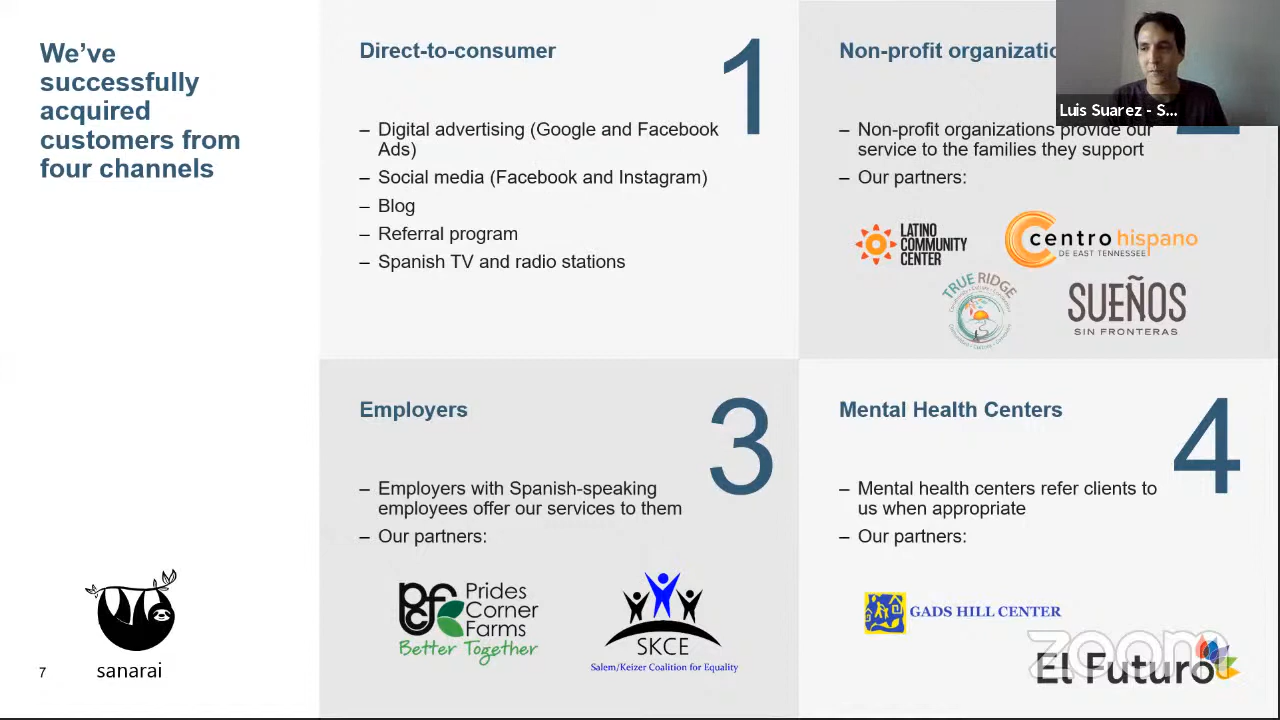 We've
successfully
acquired
customers from
four channels
Direct-to-consumer
1
– Digital advertising (Google and Facebook
Ads)
– Social media (Facebook and Instagram)
– Blog
– Referral program
– Spanish TV and radio stations
Non-profit
Luis Suarez - S...
– Non-profit organizations provide our
service to the families they support
– Our partners:
LATINO
COMMUNITY
CENTER
centro hispano
DE EAST TENNESSEE
TRUE RIDGE
SUEÑOS
SIN FRONTERAS
Employers
3
– Employers with Spanish-speaking
employees offer our services to them
– Our partners:
pcf
Prides
Corner
Farms
Better Together
SKCE
Salem/Keizer Coalition for Equality
Mental Health Centers
4
– Mental health centers refer clients to
us when appropriate
– Our partners:
GADS HILL CENTER
zoom
El Futuro
sanarai
7